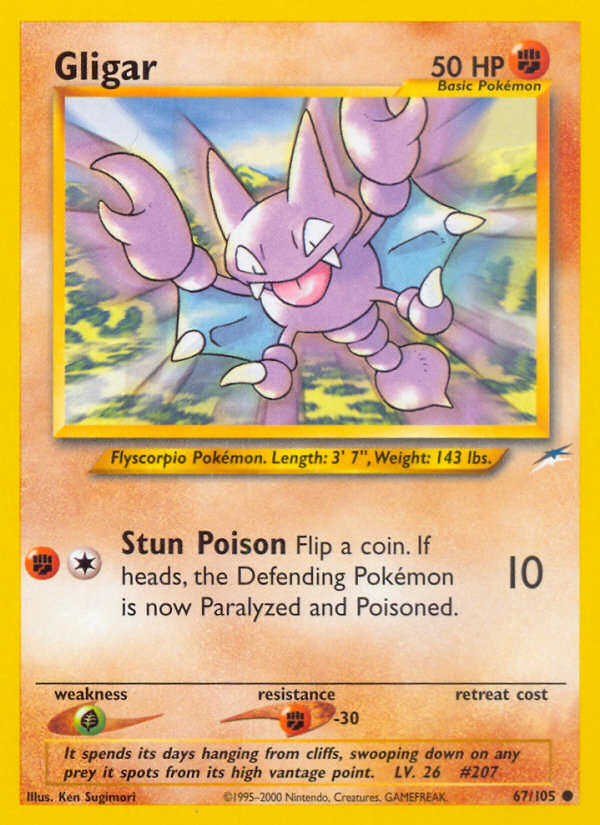 Gligar
50 HP
Basic Pokémon
Flyscorpio Pokémon. Length: 3' 7", Weight: 143 lbs.
Stun Poison Flip a coin. If
heads, the Defending Pokémon
is now Paralyzed and Poisoned.
10
weakness
resistance
retreat cost
-30
It spends its days hanging from cliffs, swooping down on any
prey it spots from its high vantage point. LV. 26 #207
Illus. Ken Sugimori
©1995-2000 Nintendo, Creatures, GAMEFREAK.
67/105